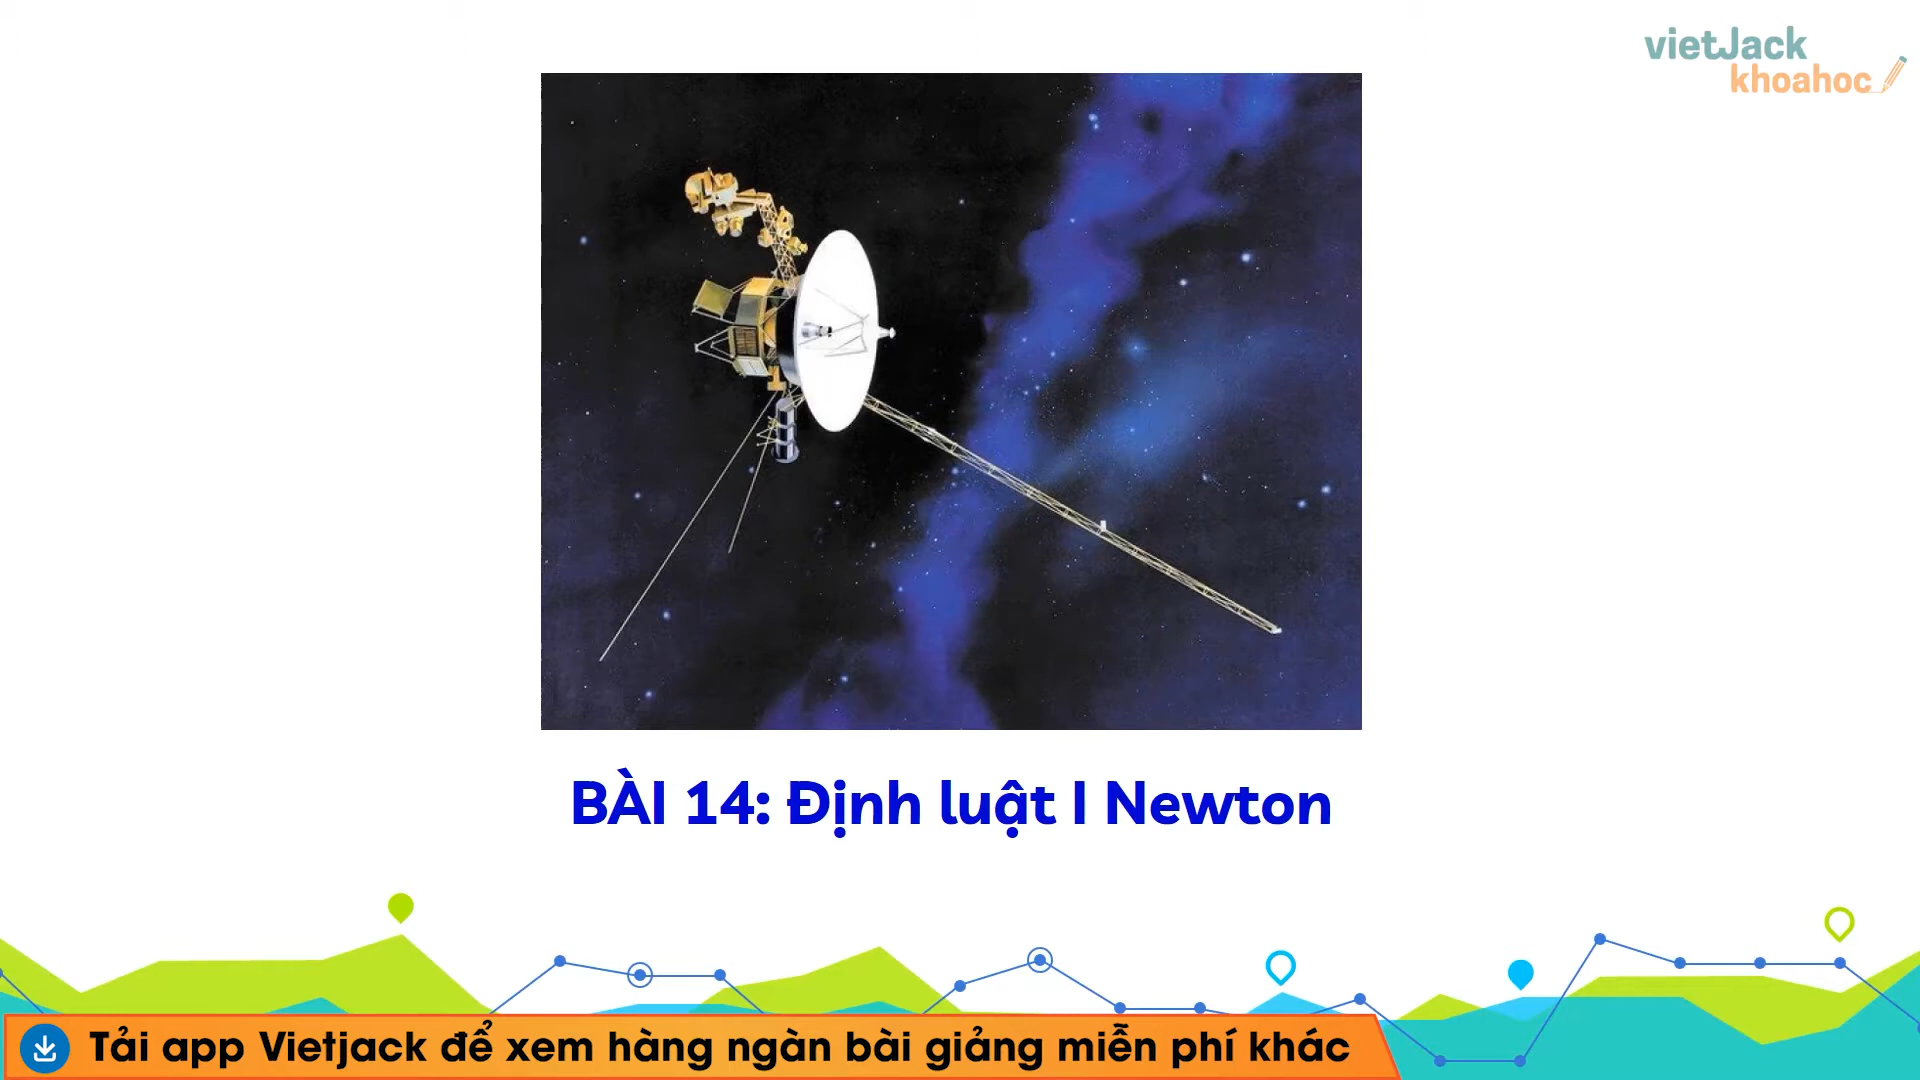 vietJack
khoahoc
BÀI 14: Định luật I Newton
Tải app Vietjack để xem hàng ngàn bài giảng miễn phí khác